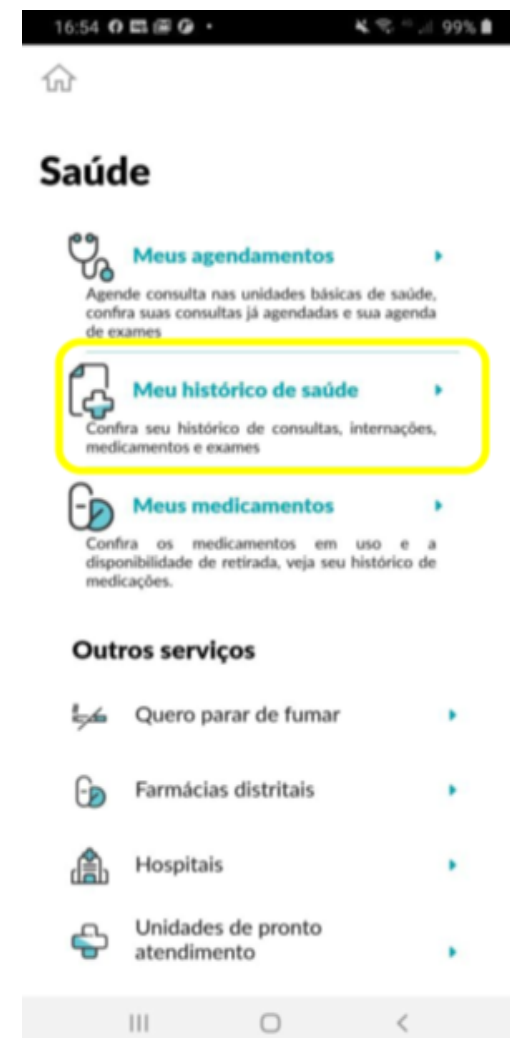 16:54
99%
Saúde
Meus agendamentos
Agende consulta nas unidades básicas de saúde,
confira suas consultas já agendadas e sua agenda
de exames
Meu histórico de saúde
Confira seu histórico de consultas, internações,
medicamentos e exames
Meus medicamentos
Confira os medicamentos em uso e a
disponibilidade de retirada, veja seu histórico de
medicações.
Outros serviços
Quero parar de fumar
Farmácias distritais
Hospitais
Unidades de pronto
atendimento